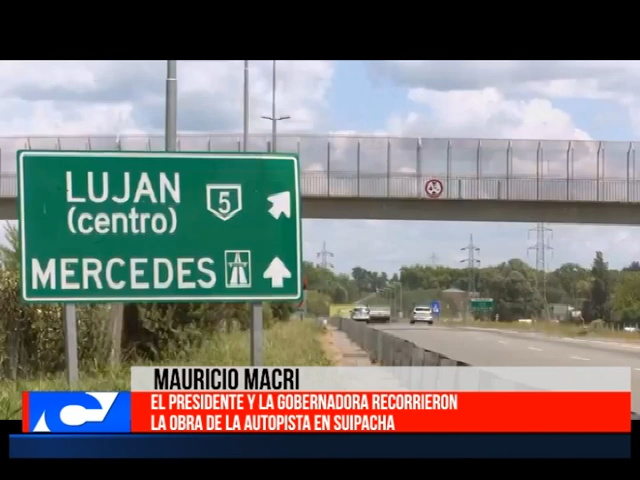 LUJAN
(centro)
5
MERCEDES
MAURICIO MACRI
EL PRESIDENTE Y LA GOBERNADORA RECORRIERON
LA OBRA DE LA AUTOPISTA EN SUIPACHA